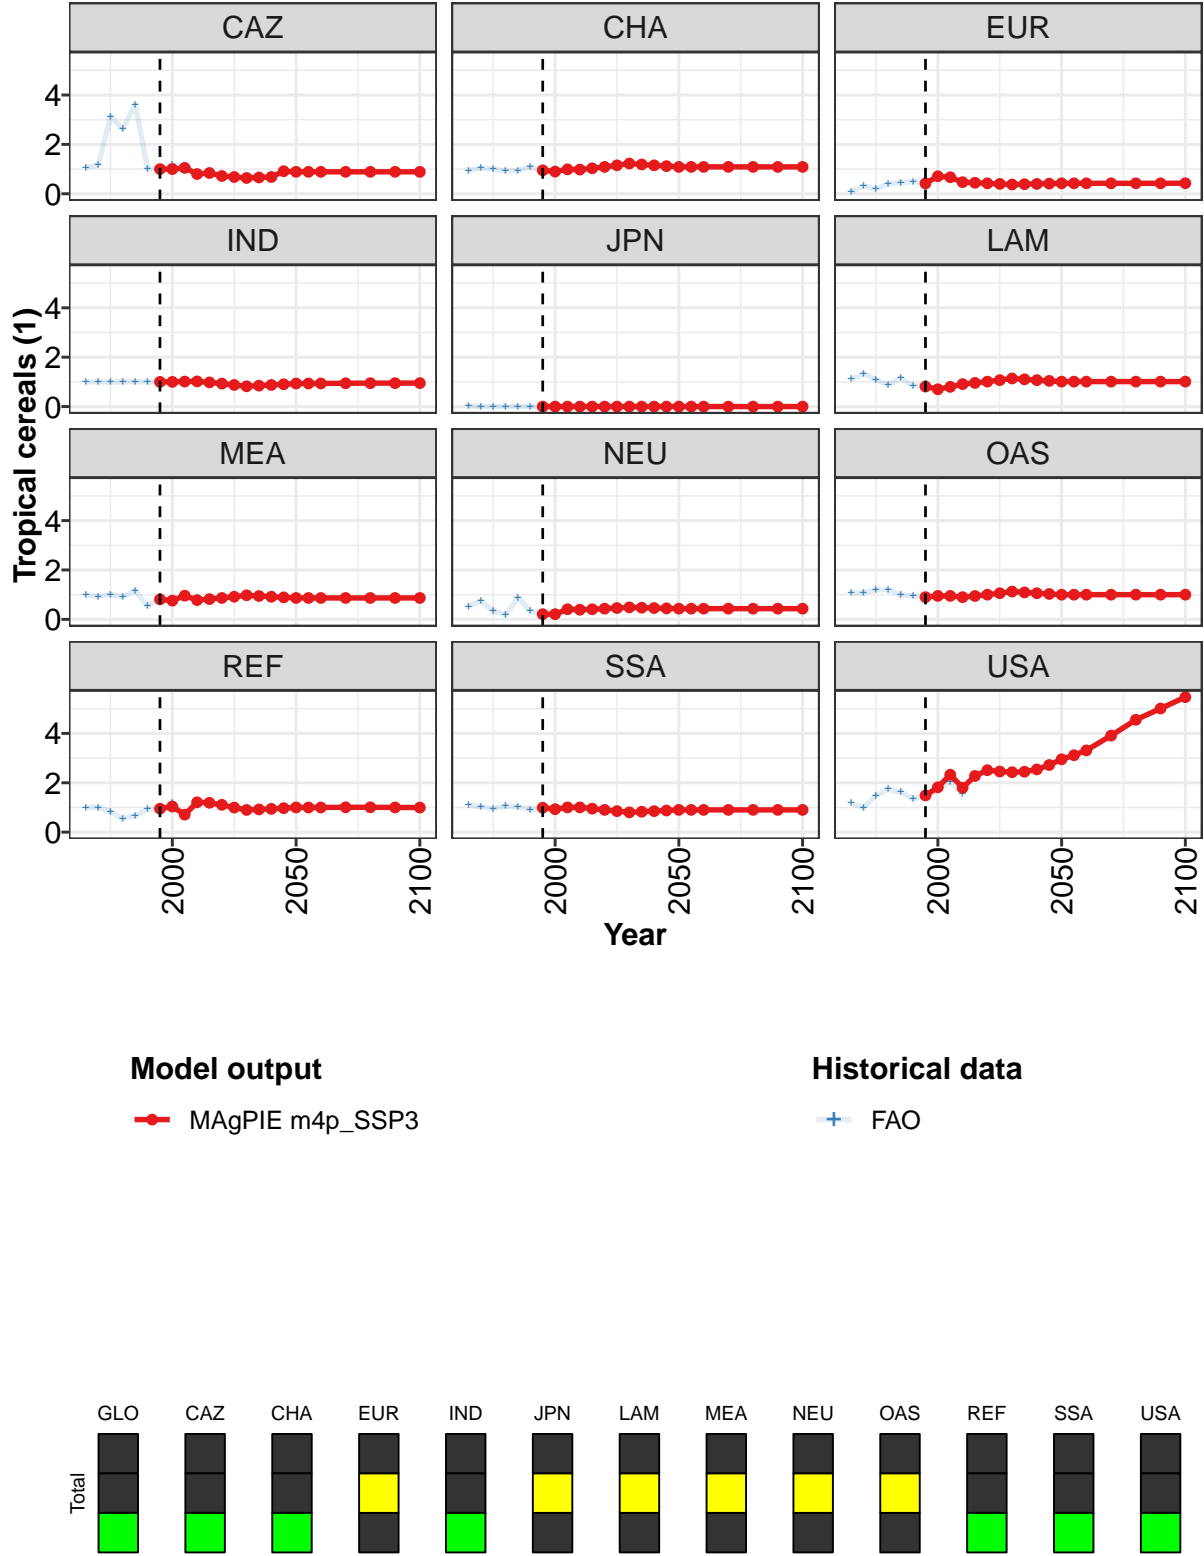 CAZ CHA EUR
4
2
0
IND JPN LAM
4
2
0
MEA NEU OAS
4
2
0
REF SSA USA
4
2
0
Tropical cereals (1)
2000 2050 2100 2000 2050 2100 2000 2050 2100
Year
Model output Historical data
MAgPIE m4p_SSP3 FAO
GLO CAZ CHA EUR IND JPN LAM MEA NEU OAS REF SSA USA
Total